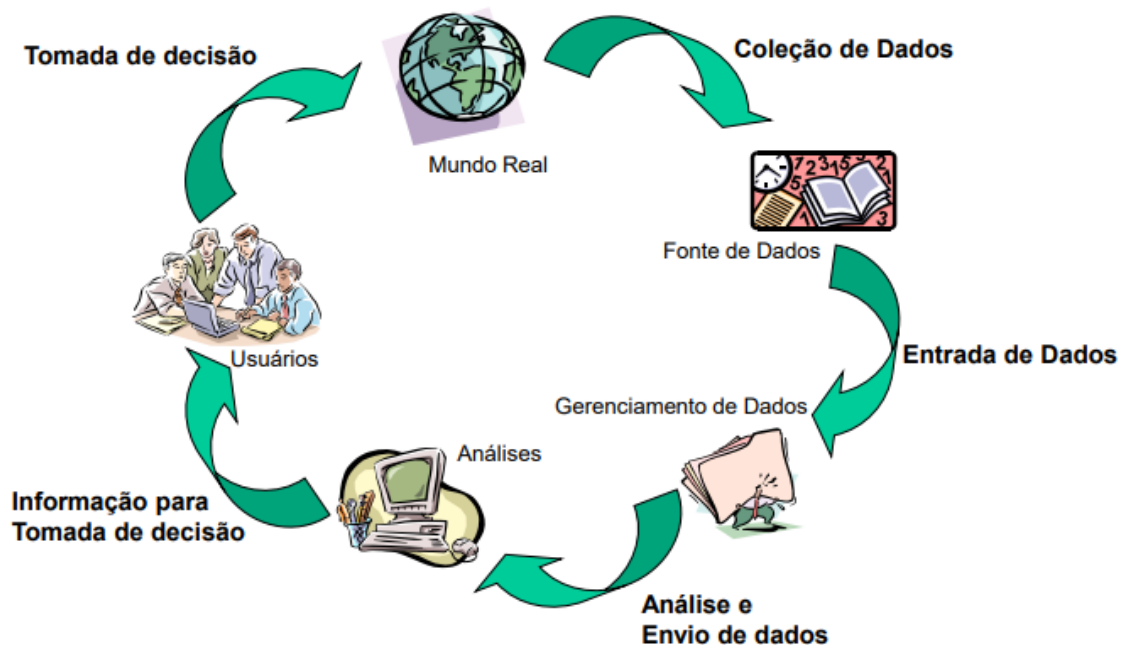 Tomada de decisão
Coleção de Dados
Mundo Real
Fonte de Dados
Entrada de Dados
Gerenciamento de Dados
Análise e
Envio de dados
Análises
Informação para
Tomada de decisão
Usuários